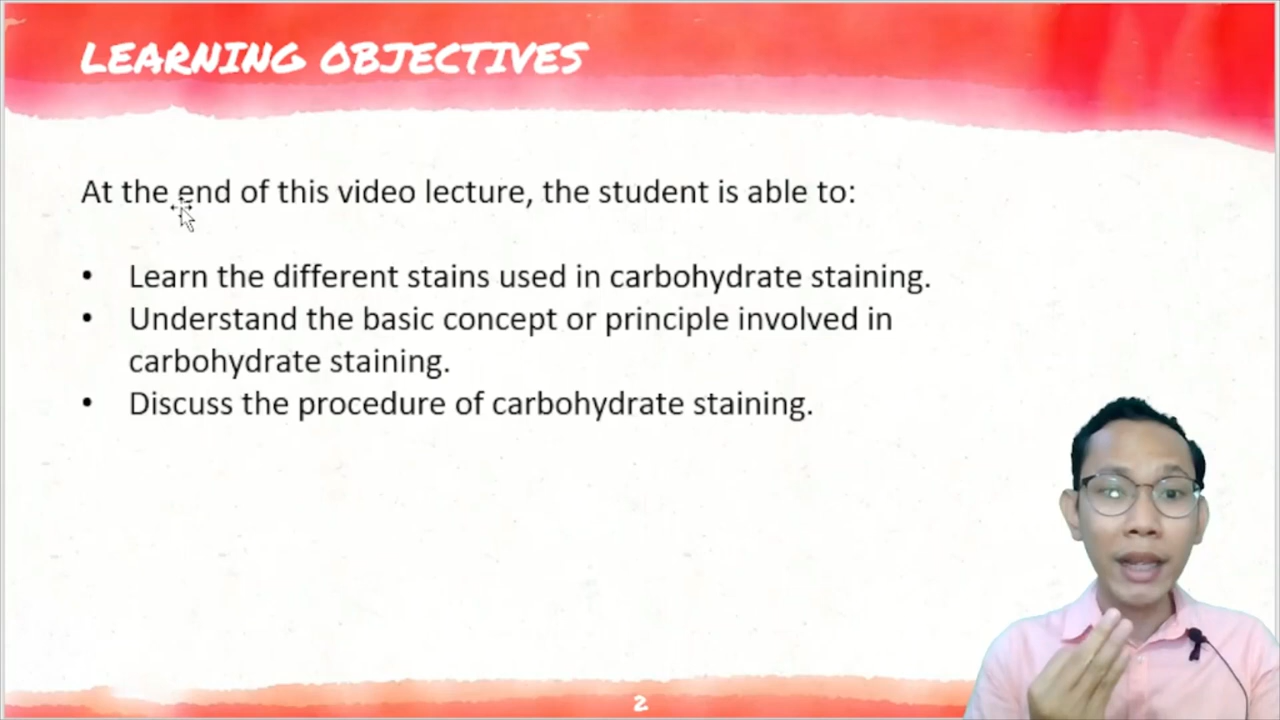 LEARNING OBJECTIVES
At the end of this video lecture, the student is able to:
• Learn the different stains used in carbohydrate staining.
• Understand the basic concept or principle involved in
carbohydrate staining.
• Discuss the procedure of carbohydrate staining.
2